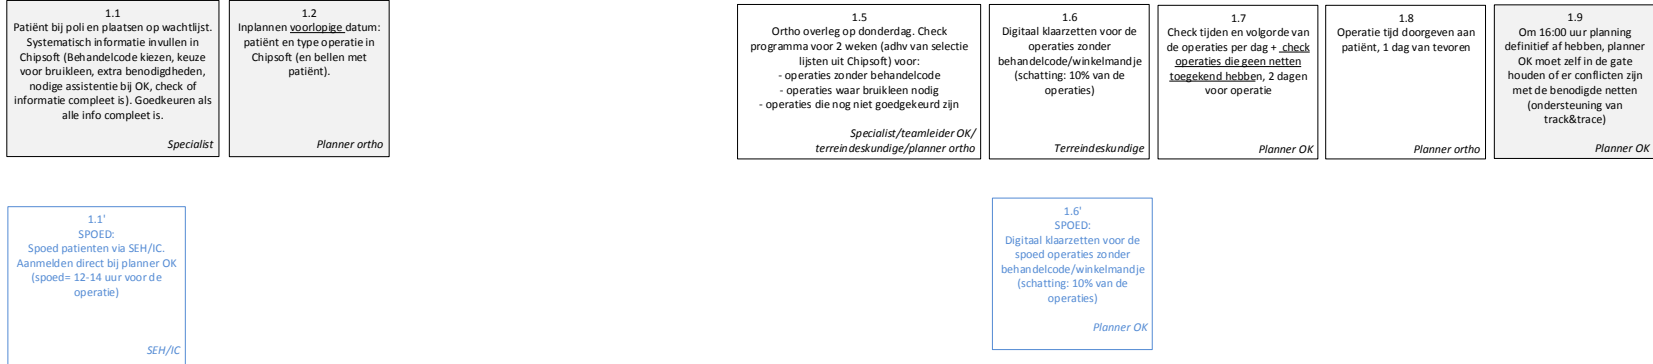 1.1
Patiënt bij poli en plaatsen op wachtlijst.
Systematisch informatie invullen in
Chipsoft (Behandelcode kiezen, keuze
voor bruikleen, extra benodigdheden,
nodige assistentie bij OK, check of
informatie compleet is). Goedkeuren als
alle info compleet is.
Specialist
1.2
Inplannen voorlopige datum:
patiënt en type operatie in
Chipsoft (en bellen met
patiënt).
Planner ortho
1.5
Ortho overleg op donderdag. Check
programma voor 2 weken (adhv van selectie
lijsten uit Chipsoft) voor:
- operaties zonder behandelcode
- operaties waar bruikleen nodig
- operaties die nog niet goedgekeurd zijn
Specialist/teamleider OK/
terreindeskundige/planner ortho
1.6
Digitaal klaarzetten voor de
operaties zonder
behandelcode/winkelmandje
(schatting: 10% van de
operaties)
Terreindeskundige
1.7
Check tijden en volgorde van
de operaties per dag + check
operaties die geen netten
toegekend hebben, 2 dagen
voor operatie
Planner OK
1.8
Operatie tijd doorgeven aan
patiënt, 1 dag van tevoren
Planner ortho
1.9
Om 16:00 uur planning
definitief af hebben, planner
OK moet zelf in de gate
houden of er conflicten zijn
met de benodigde netten
(ondersteuning van
track&trace)
Planner OK
1.1'
SPOED:
Spoed patienten via SEH/IC.
Aanmelden direct bij planner OK
(spoed= 12-14 uur voor de
operatie)
SEH/IC
1.6'
SPOED:
Digitaal klaarzetten voor de
spoed operaties zonder
behandelcode/winkelmandje
(schatting: 10% van de
operaties)
Planner OK